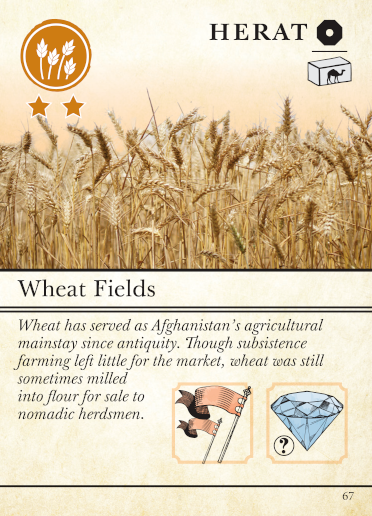 HERAT
Wheat Fields
Wheat has served as Afghanistan's agricultural
mainstay since antiquity. Though subsistence
farming left little for the market, wheat was still
sometimes milled
into flour for sale to
nomadic herdsmen.
?
67